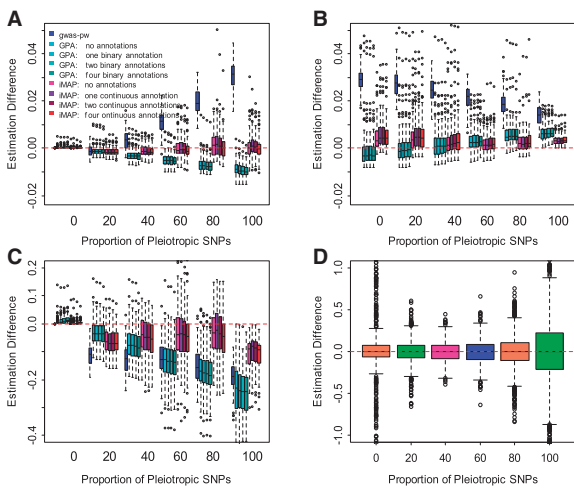 A
Estimation Difference
0.04
0.02
0.00
-0.02
gwas-pw
GPA: no annotations
GPA: one binary annotation
GPA: two binary annotations
GPA: four binary annotations
iMAP: no annotations
iMAP: one continuous annotation
iMAP: two continuous annotations
iMAP: four ontinuous annotations
0 20 40 60 80 100
Proportion of Pleiotropic SNPs
B
Estimation Difference
0.04
0.02
0.00
-0.02
0 20 40 60 80 100
Proportion of Pleiotropic SNPs
C
Estimation Difference
0.2
0.1
0.0
-0.2
-0.4
0 20 40 60 80 100
Proportion of Pleiotropic SNPs
D
Estimation Difference
1.0
0.5
0.0
-0.5
-1.0
0 20 40 60 80 100
Proportion of Pleiotropic SNPs